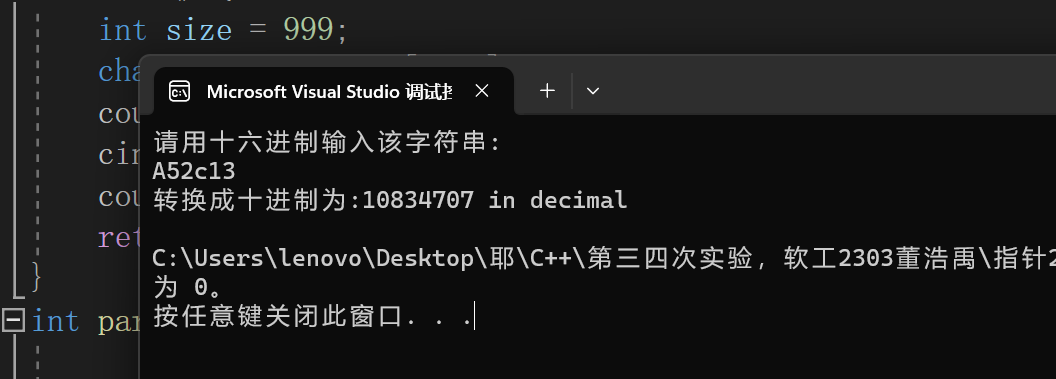 int size = 999;
Microsoft Visual Studio 调试控
请用十六进制输入该字符串:
A52c13
转换成十进制为:10834707 in decimal
C:\Users\lenovo\Desktop\耶\C++\第三四次实验，软工2303董浩禹\指针2
为 0。
按任意键关闭此窗口. . .
cha
cou
cin
cou
ret
}
int par